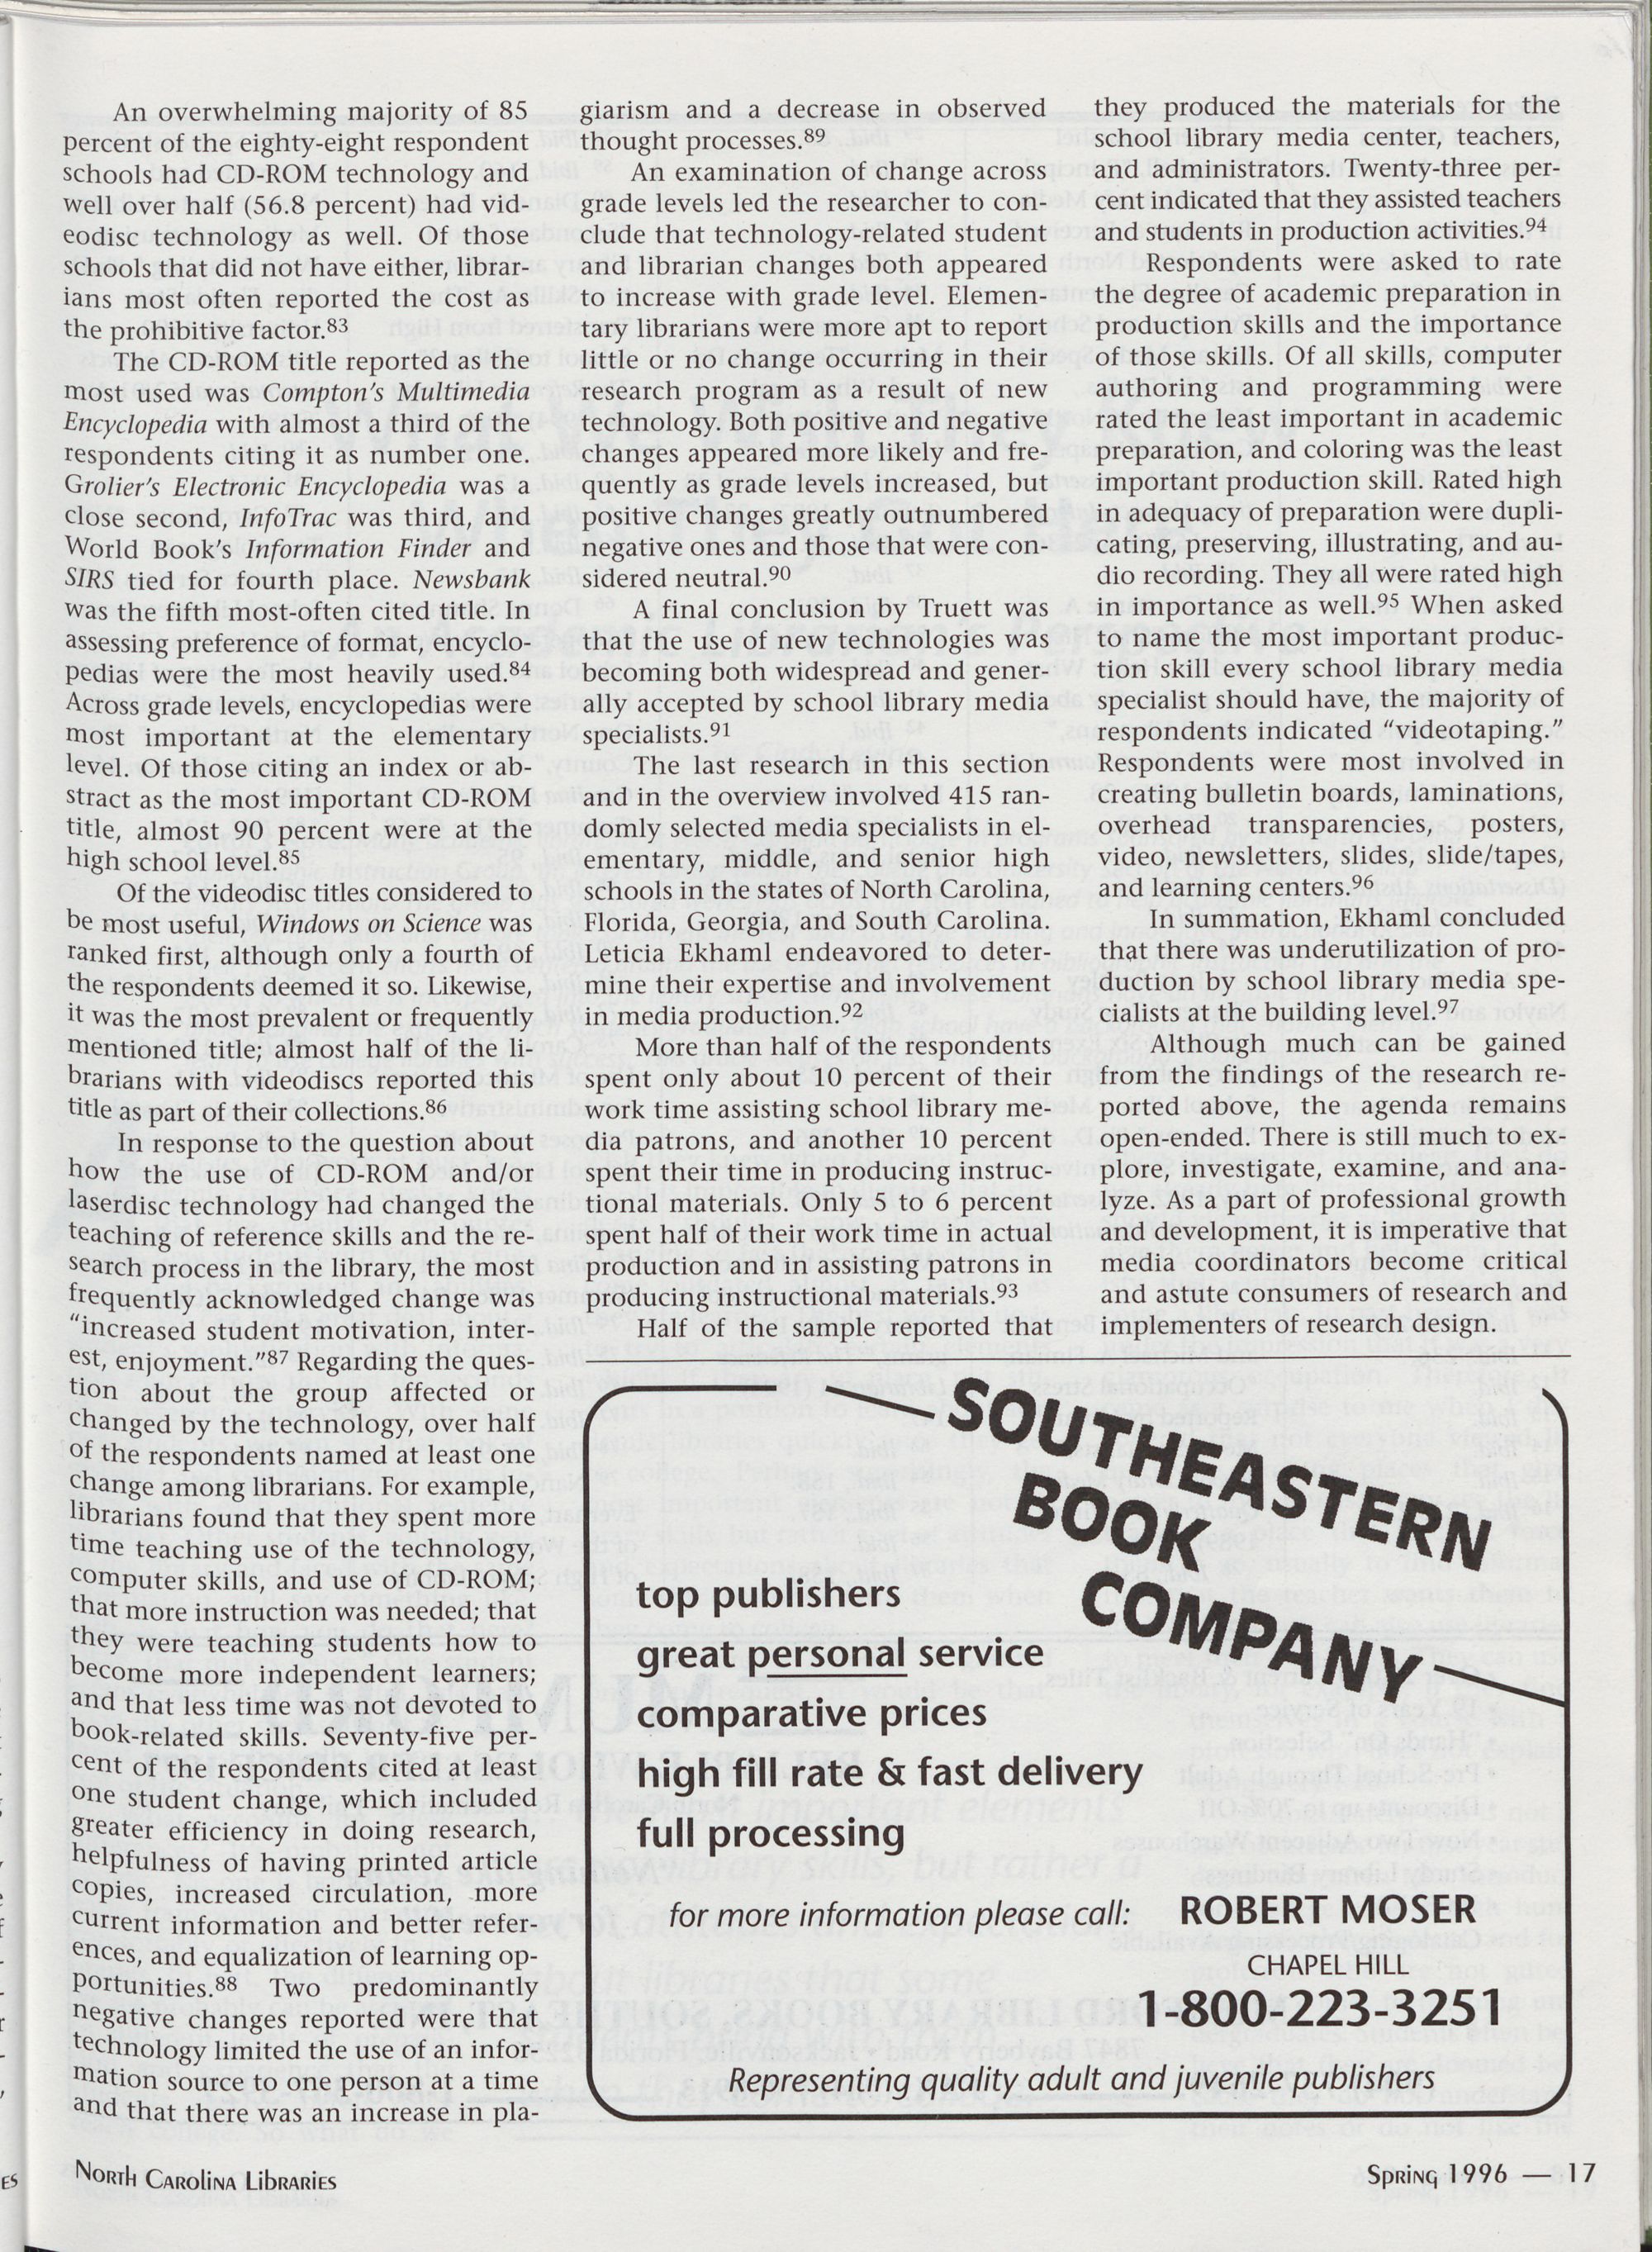 An overwhelming majority of 85
percent of the eighty-eight respondent
schools had CD-ROM technology and
well over half (56.8 percent) had vid-
eodisc technology as well. Of those
schools that did not have either, librar-
ians most often reported the cost as
the prohibitive factor.83
The CD-ROM title reported as the
most used was Compton's Multimedia
Encyclopedia with almost a third of the
respondents citing it as number one.
Grolier's Electronic Encyclopedia was a
close second, InfoTrac was third, and
World Book's Information Finder and
SIRS tied for fourth place. Newsbank
was the fifth most-often cited title. In
assessing preference of format, encyclo-
pedias were the most heavily used.84
Across grade levels, encyclopedias were
most important at the elementary
level. Of those citing an index or ab-
stract as the most important CD-ROM
title, almost 90 percent were at the
high school level.85
Of the videodisc titles considered to
be most useful, Windows on Science was
ranked first, although only a fourth of
the respondents deemed it so. Likewise,
it was the most prevalent or frequently
mentioned title; almost half of the li-
brarians with videodiscs reported this
title as part of their collections.86
In response to the question about
how the use of CD-ROM and/or
laserdisc technology had changed the
teaching of reference skills and the re-
search process in the library, the most
frequently acknowledged change was
"increased student motivation, inter-
est, enjoyment."87 Regarding the ques-
tion about the group affected or
changed by the technology, over half
of the respondents named at least one
change among librarians. For example,
librarians found that they spent more
time teaching use of the technology,
computer skills, and use of CD-ROM;
that more instruction was needed; that
they were teaching students how to
become more independent learners;
and that less time was not devoted to
book-related skills. Seventy-five per-
cent of the respondents cited at least
one student change, which included
greater efficiency in doing research,
helpfulness of having printed article
copies, increased circulation, more
current information and better refer-
ences, and equalization of learning op-
portunities.88 Two predominantly
negative changes reported were that
technology limited the use of an infor-
mation source to one person at a time
and that there was an increase in pla-
giarism and a decrease in observed
thought processes.89
An examination of change across
grade levels led the researcher to con-
clude that technology-related student
and librarian changes both appeared
to increase with grade level. Elemen-
tary librarians were more apt to report
little or no change occurring in their
research program as a result of new
technology. Both positive and negative
changes appeared more likely and fre-
quently as grade levels increased, but
positive changes greatly outnumbered
negative ones and those that were con-
sidered neutral.90
A final conclusion by Truett was
that the use of new technologies was
becoming both widespread and gener-
ally accepted by school library media
specialists.91
The last research in this section
and in the overview involved 415 ran-
domly selected media specialists in el-
ementary, middle, and senior high
schools in the states of North Carolina,
Florida, Georgia, and South Carolina.
Leticia Ekhaml endeavored to deter-
mine their expertise and involvement
in media production.92
More than half of the respondents
spent only about 10 percent of their
work time assisting school library me-
dia patrons, and another 10 percent
spent their time in producing instruc-
tional materials. Only 5 to 6 percent
spent half of their work time in actual
production and in assisting patrons in
producing instructional materials.93
Half of the sample reported that
they produced the materials for the
school library media center, teachers,
and administrators. Twenty-three per-
cent indicated that they assisted teachers
and students in production activities.94
Respondents were asked to rate
the degree of academic preparation in
production skills and the importance
of those skills. Of all skills, computer
authoring and programming were
rated the least important in academic
preparation, and coloring was the least
important production skill. Rated high
in adequacy of preparation were dupli-
cating, preserving, illustrating, and au-
dio recording. They all were rated high
in importance as well.95 When asked
to name the most important produc-
tion skill every school library media
specialist should have, the majority of
respondents indicated "videotaping."
Respondents were most involved in
creating bulletin boards, laminations,
overhead transparencies, posters,
video, newsletters, slides, slide/tapes,
and learning centers.96
In summation, Ekhaml concluded
that there was underutilization of pro-
duction by school library media spe-
cialists at the building level.97
Although much can be gained
from the findings of the research re-
ported above, the agenda remains
open-ended. There is still much to ex-
plore, investigate, examine, and ana-
lyze. As a part of professional growth
and development, it is imperative that
media coordinators become critical
and astute consumers of research and
implementers of research design.
SOUTHEASTERN
BOOK
COMPANY
top publishers
great personal service
comparative prices
high fill rate & fast delivery
full processing
for more information please call: ROBERT MOSER
CHAPEL HILL
1-800-223-3251
Representing quality adult and juvenile publishers
North Carolina Libraries
Spring 1996 — 17